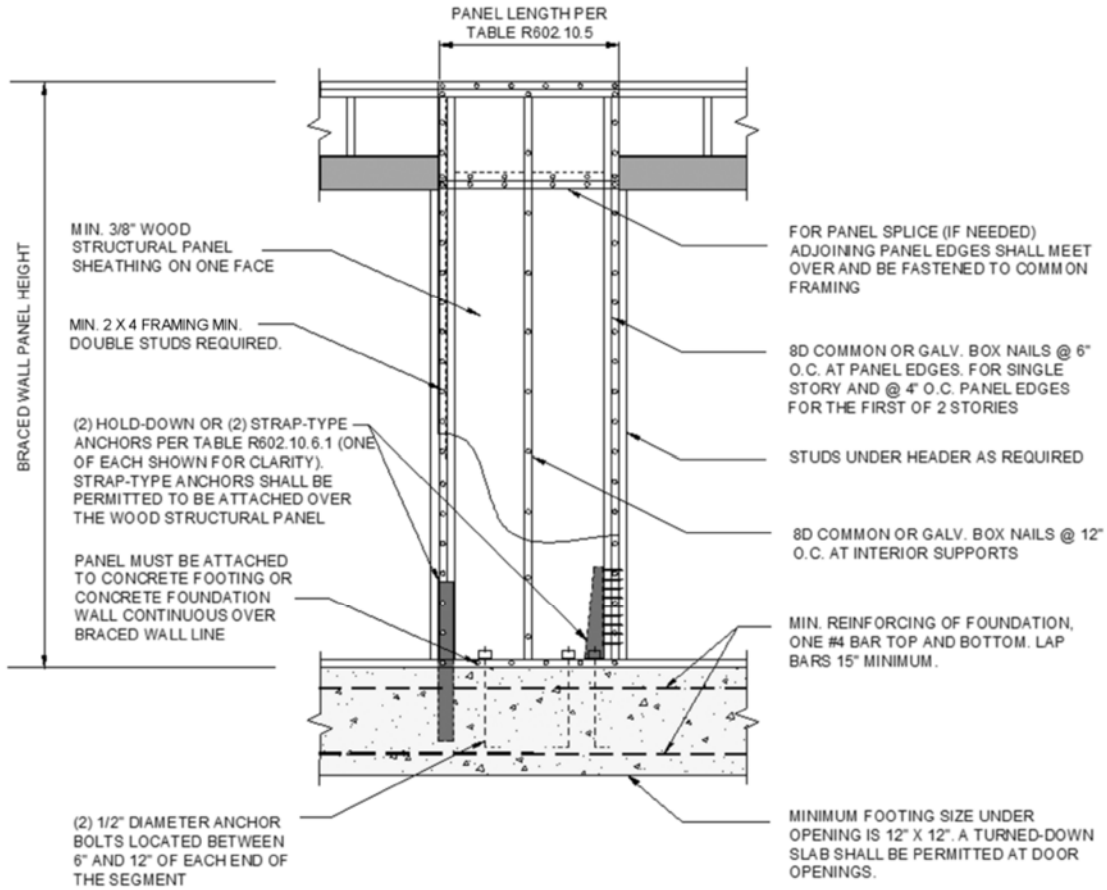 PANEL LENGTH PER
TABLE R602.10.5
BRACED WALL PANEL HEIGHT
MIN. 3/8" WOOD
STRUCTURAL PANEL
SHEATHING ON ONE FACE
MIN. 2 X 4 FRAMING MIN.
DOUBLE STUDS REQUIRED.
(2) HOLD-DOWN OR (2) STRAP-TYPE
ANCHORS PER TABLE R602.10.6.1 (ONE
OF EACH SHOWN FOR CLARITY).
STRAP-TYPE ANCHORS SHALL BE
PERMITTED TO BE ATTACHED OVER
THE WOOD STRUCTURAL PANEL
PANEL MUST BE ATTACHED
TO CONCRETE FOOTING OR
CONCRETE FOUNDATION
WALL CONTINUOUS OVER
BRACED WALL LINE
(2) 1/2" DIAMETER ANCHOR
BOLTS LOCATED BETWEEN
6" AND 12" OF EACH END OF
THE SEGMENT
FOR PANEL SPLICE (IF NEEDED)
ADJOINING PANEL EDGES SHALL MEET
OVER AND BE FASTENED TO COMMON
FRAMING
8D COMMON OR GALV. BOX NAILS @ 6"
O.C. AT PANEL EDGES. FOR SINGLE
STORY AND @ 4" O.C. PANEL EDGES
FOR THE FIRST OF 2 STORIES
STUDS UNDER HEADER AS REQUIRED
8D COMMON OR GALV. BOX NAILS @ 12"
O.C. AT INTERIOR SUPPORTS
MIN. REINFORCING OF FOUNDATION,
ONE #4 BAR TOP AND BOTTOM. LAP
BARS 15" MINIMUM.
MINIMUM FOOTING SIZE UNDER
OPENING IS 12" X 12". A TURNED-DOWN
SLAB SHALL BE PERMITTED AT DOOR
OPENINGS.